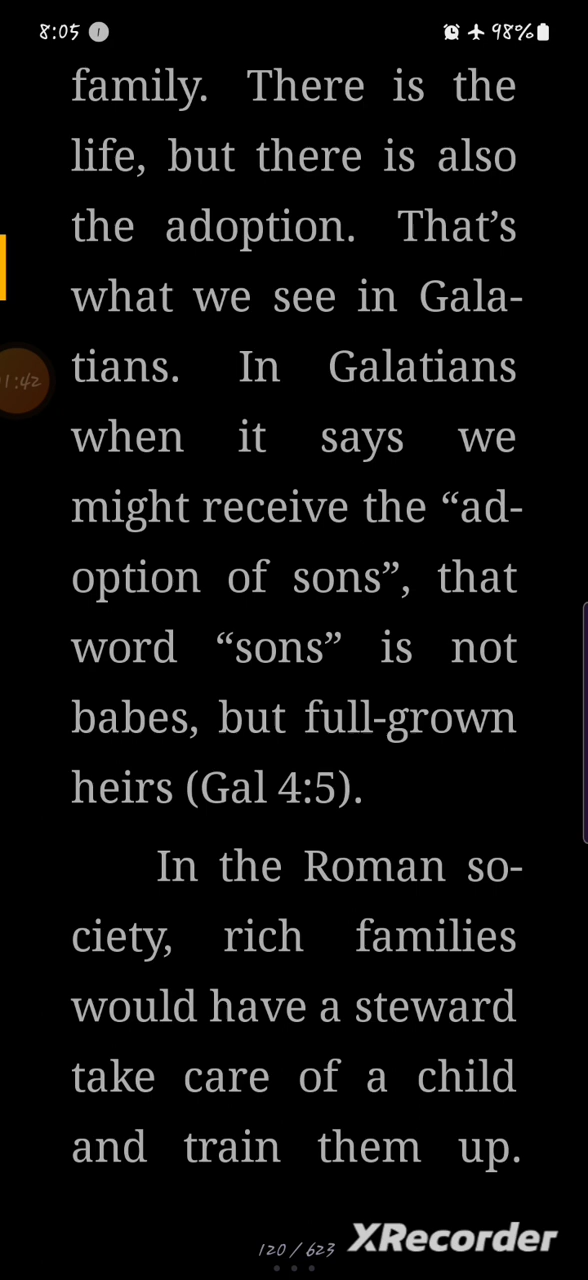 8:05
98%
family. There is the
life, but there is also
the adoption. That’s
what we see in Gala-
tians. In Galatians
1:42
when it says we
might receive the “ad-
option of sons”, that
word “sons” is not
babes, but full-grown
heirs (Gal 4:5).
In the Roman so-
ciety, rich families
would have a steward
take care of a child
and train them up.
120 / 623
XRecorder